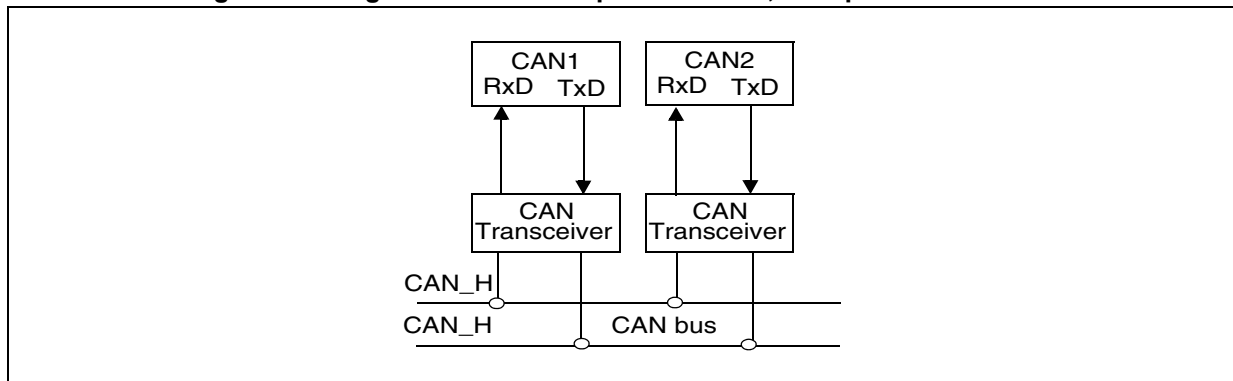 CAN1
RxD TxD
CAN2
RxD TxD
CAN
Transceiver
CAN
Transceiver
CAN_H
CAN_H
CAN bus